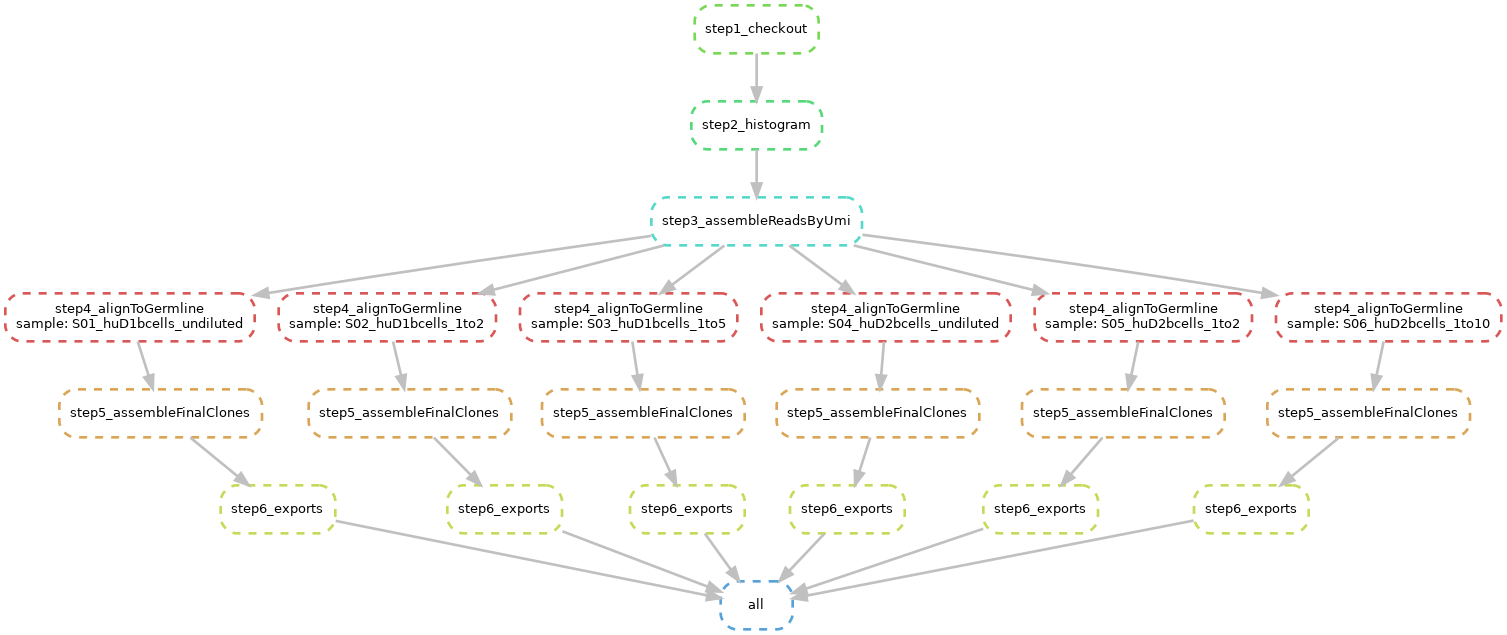 step1_checkout
step2_histogram
step3_assembleReadsByUmi
step4_alignToGermline
sample: S01_huD1bcells_undiluted
step4_alignToGermline
sample: S02_huD1bcells_1to2
step4_alignToGermline
sample: S03_huD1bcells_1to5
step4_alignToGermline
sample: S04_huD2bcells_undiluted
step4_alignToGermline
sample: S05_huD2bcells_1to2
step4_alignToGermline
sample: S06_huD2bcells_1to10
step5_assembleFinalClones
step5_assembleFinalClones
step5_assembleFinalClones
step5_assembleFinalClones
step5_assembleFinalClones
step5_assembleFinalClones
step6_exports
step6_exports
step6_exports
step6_exports
step6_exports
step6_exports
all